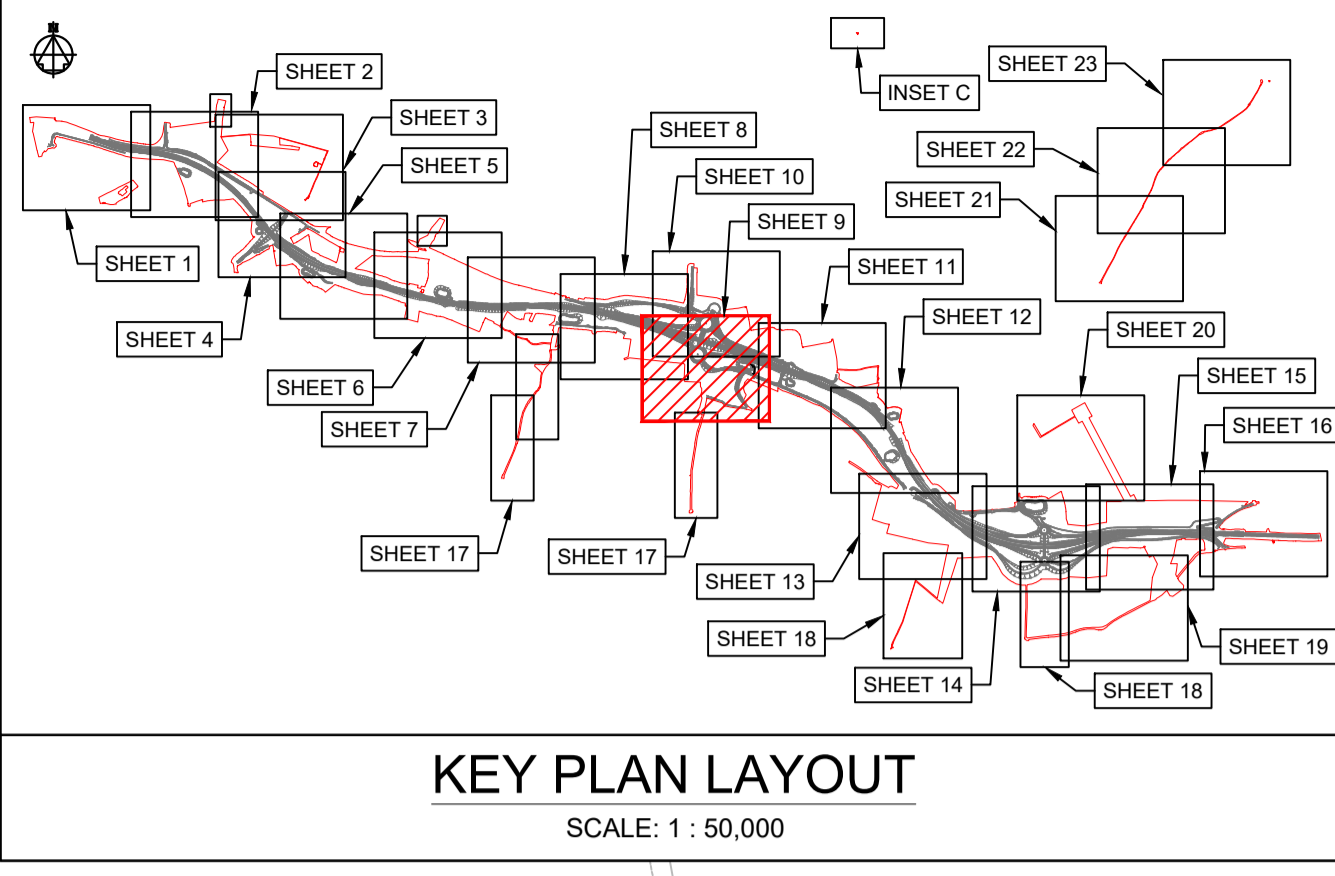 N
SHEET 2
SHEET 3
SHEET 5
SHEET 8
SHEET 10
SHEET 9
SHEET 11
SHEET 12
INSET C
SHEET 23
SHEET 22
SHEET 21
SHEET 1
SHEET 4
SHEET 6
SHEET 7
SHEET 20
SHEET 15
SHEET 16
SHEET 17
SHEET 17
SHEET 13
SHEET 18
SHEET 14
SHEET 18
SHEET 19
KEY PLAN LAYOUT
SCALE: 1 : 50,000